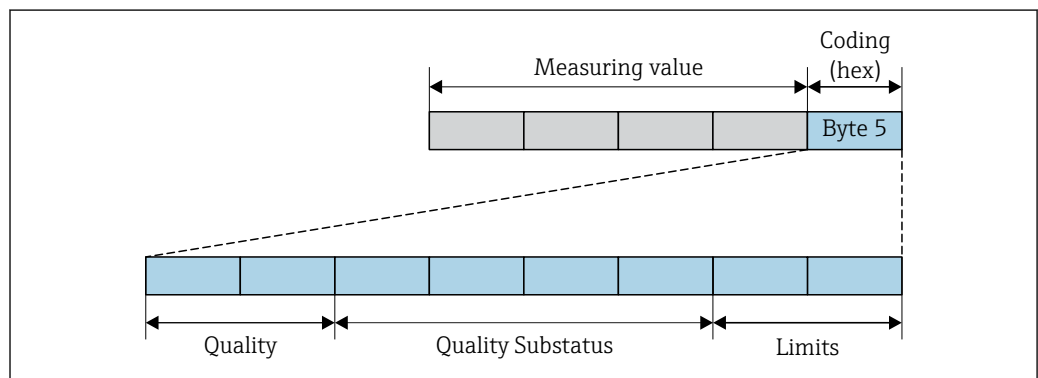 Coding
(hex)
Measuring value
Byte 5
Quality
Quality Substatus
Limits